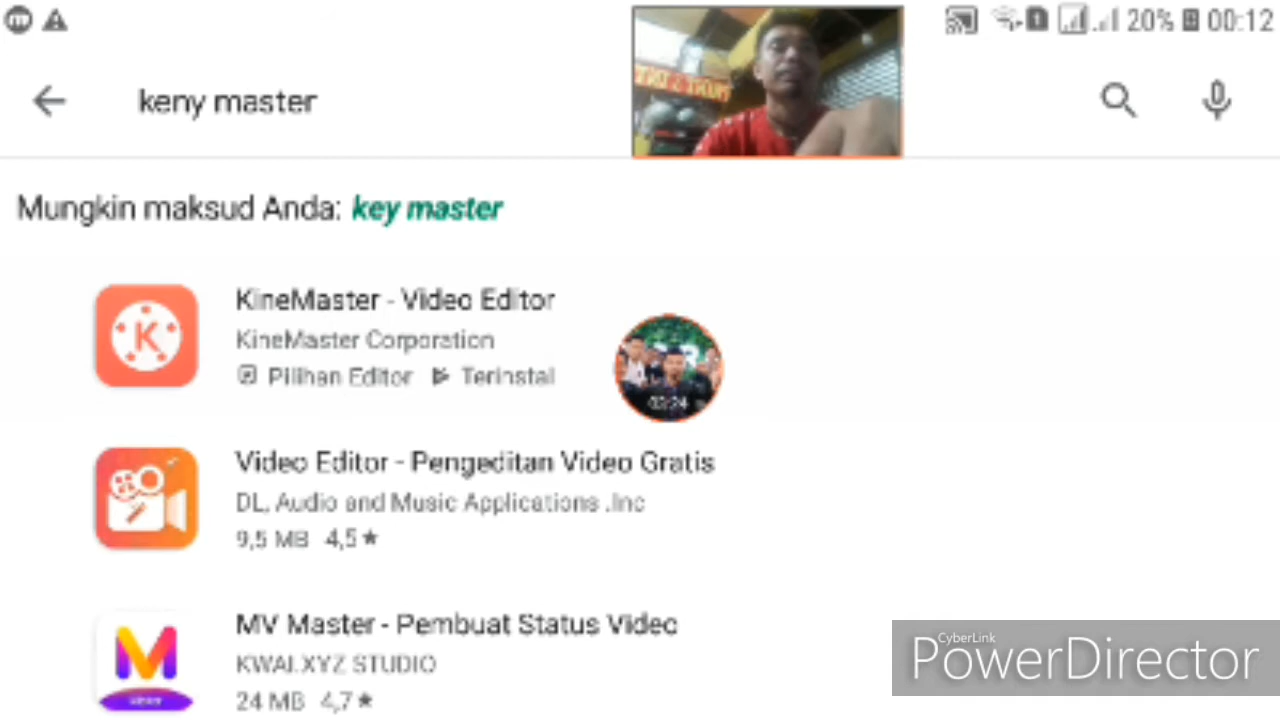 20% 00:12
keny master
Mungkin maksud Anda: key master
KineMaster - Video Editor
KineMaster Corporation
Pilihan Editor Terinstal
K
03:24
Video Editor - Pengeditan Video Gratis
DL, Audio and Music Applications .Inc
9,5 MB 4,5★
MV Master - Pembuat Status Video
KWAI.XYZ STUDIO
24 MB 4,7★
M
CyberLink
PowerDirector